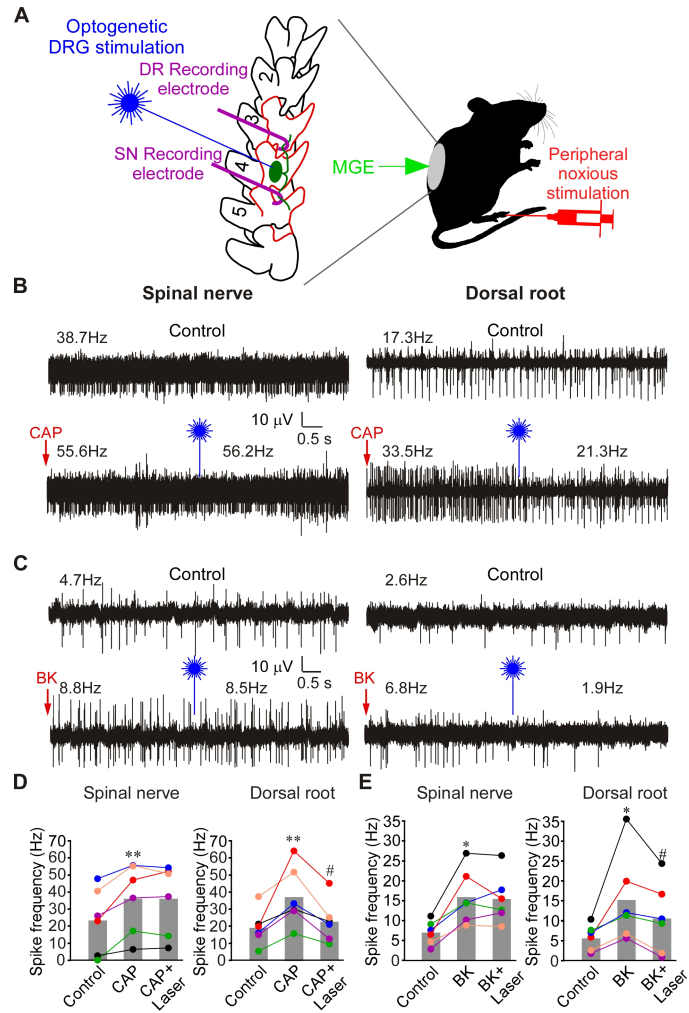 A
Optogenetic
DRG stimulation
DR Recording
electrode
SN Recording
electrode
2
3
4
5
MGE
Peripheral
noxious
stimulation
B
Spinal nerve
Dorsal root
38.7Hz
Control
17.3Hz
Control
10 µV
0.5 s
CAP
55.6Hz
56.2Hz
CAP
33.5Hz
21.3Hz
C
4.7Hz
Control
2.6Hz
Control
10 µV
0.5 s
BK
8.8Hz
8.5Hz
BK
6.8Hz
1.9Hz
D
Spinal nerve
Dorsal root
Spike frequency (Hz)
70
60
50
40
30
20
10
0
**
Control
CAP
CAP+
Laser
Spike frequency (Hz)
70
60
50
40
30
20
10
0
**
#
Control
CAP
CAP+
Laser
E
Spinal nerve
Dorsal root
Spike frequency (Hz)
35
30
25
20
15
10
5
0
*
Control
BK
BK+
Laser
Spike frequency (Hz)
35
30
25
20
15
10
5
0
*
#
Control
BK
BK+
Laser